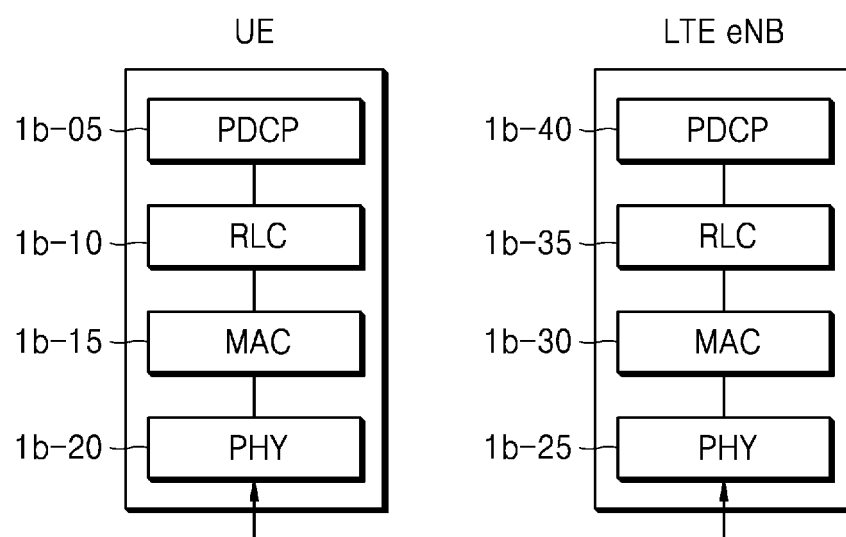 UE
LTE eNB
1b-05 PDCP
1b-40 PDCP
1b-10 RLC
1b-35 RLC
1b-15 MAC
1b-30 MAC
1b-20 PHY
1b-25 PHY